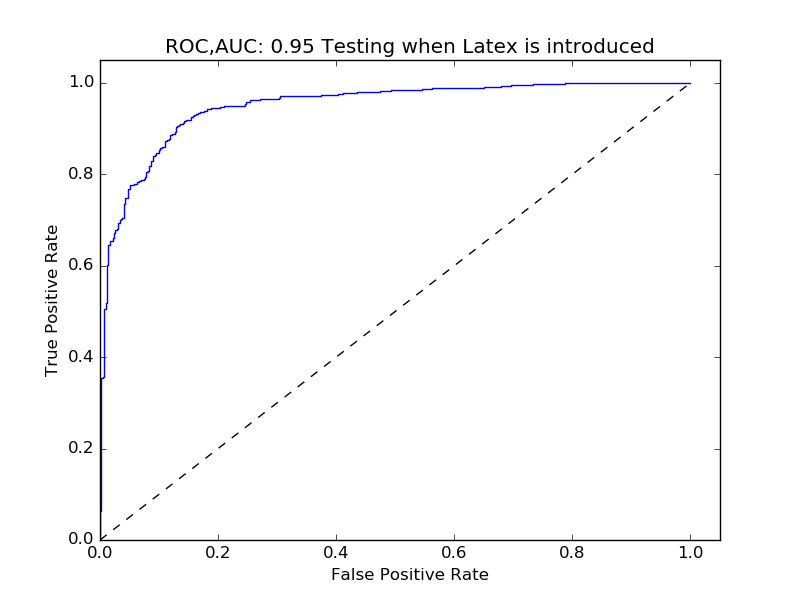 ROC,AUC: 0.95 Testing when Latex is introduced
1.0
0.8
0.6
0.4
0.2
0.0
True Positive Rate
0.0 0.2 0.4 0.6 0.8 1.0
False Positive Rate